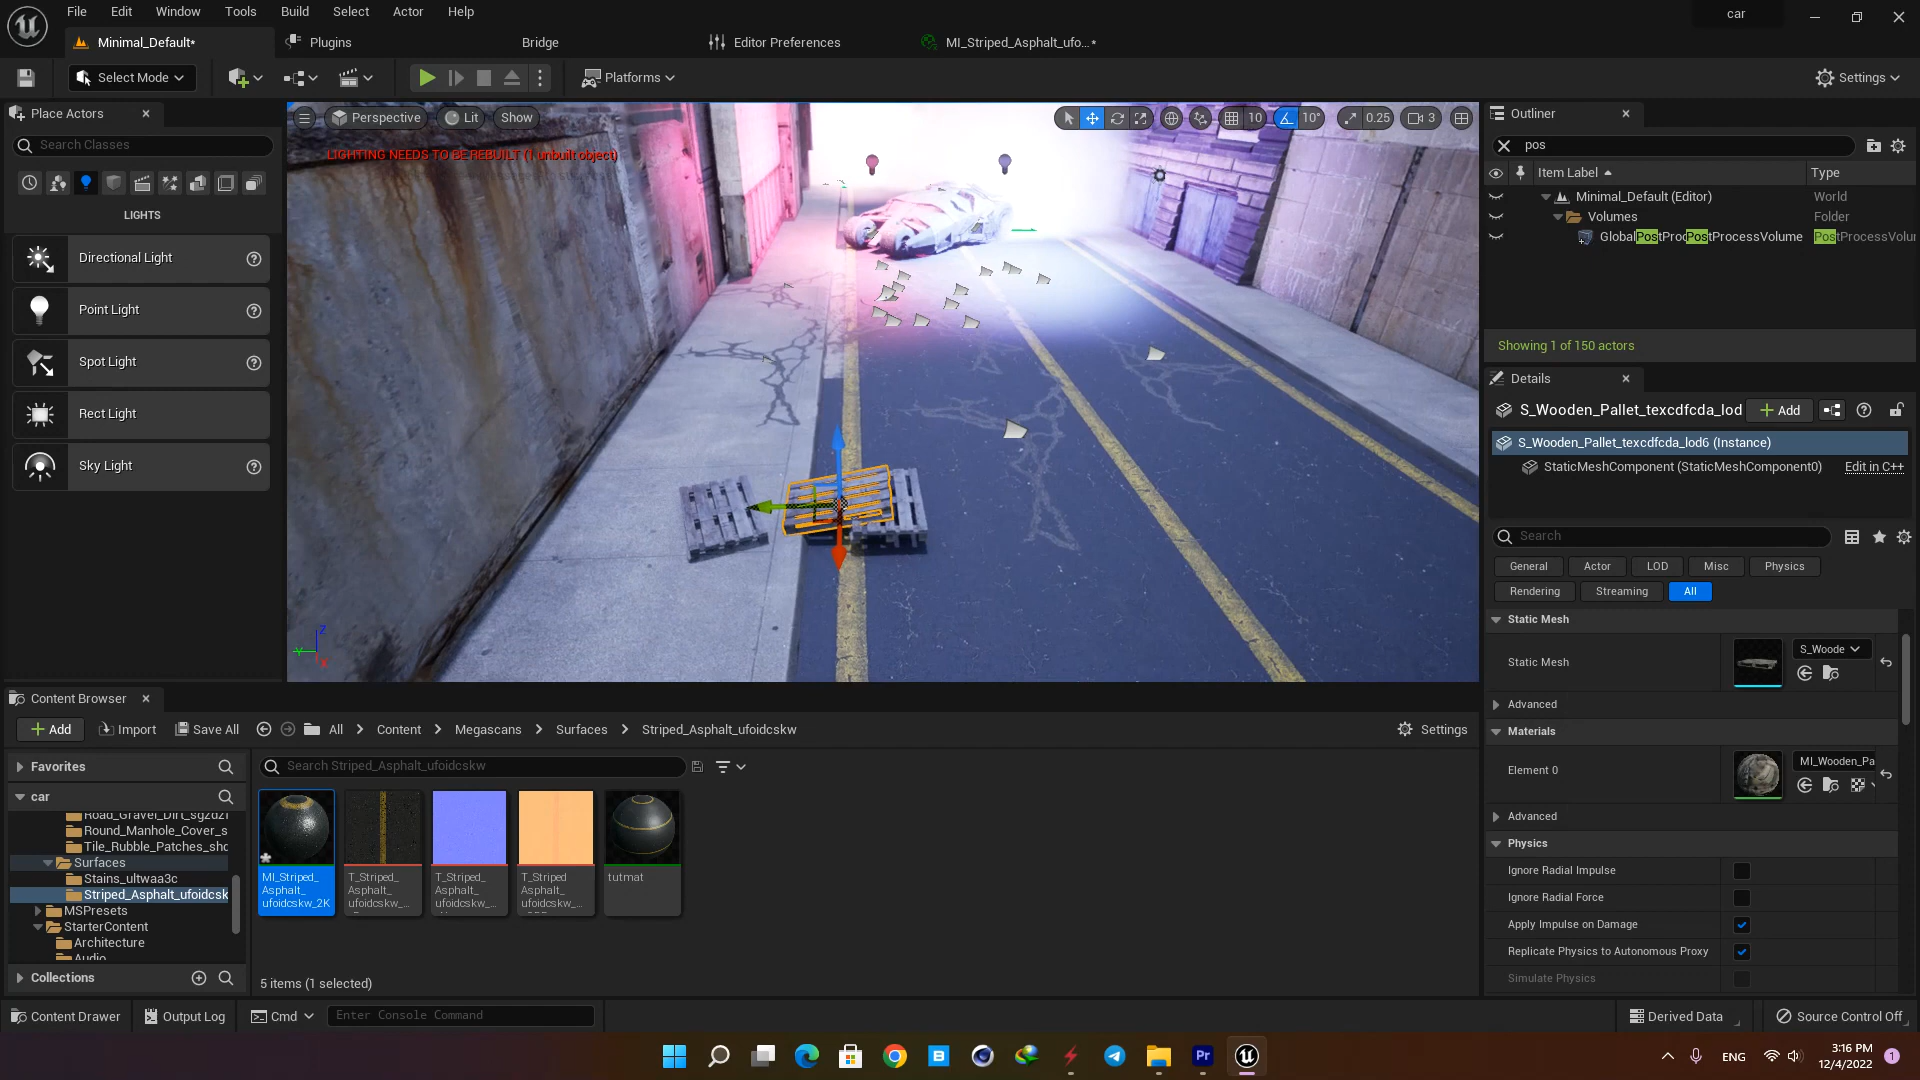 File Edit Window Tools Build Select Actor Help
car
Minimal_Default*
Plugins
Bridge
Editor Preferences
MI_Striped_Asphalt_ufo...*
Select Mode
Platforms
Settings
Place Actors
Search Classes
LIGHTS
Directional Light
Point Light
Spot Light
Rect Light
Sky Light
Perspective
Lit
Show
10
10°
0.25
3
LIGHTING NEEDS TO BE REBUILT (1 unbuilt object)
Z
Y
X
Outliner
pos
Item Label
Type
Minimal_Default (Editor)
World
Volumes
Folder
GlobalPostProcPostProcessVolume
PostProcessVolur
Showing 1 of 150 actors
Details
S_Wooden_Pallet_texcdfcda_lod
Add
S_Wooden_Pallet_texcdfcda_lod6 (Instance)
StaticMeshComponent (StaticMeshComponent0)
Edit in C++
Search
General
Actor
LOD
Misc
Physics
Rendering
Streaming
All
Static Mesh
Static Mesh
S_Woode
Advanced
Materials
Element 0
MI_Wooden_Pa
Advanced
Physics
Ignore Radial Impulse
Ignore Radial Force
Apply Impulse on Damage
Replicate Physics to Autonomous Proxy
Simulate Physics
Content Browser
Add
Import
Save All
All
Content
Megascans
Surfaces
Striped_Asphalt_ufoidcskw
Settings
Favorites
car
Road_Gravel_Dirt_sgzdzf
Round_Manhole_Cover_s
Tile_Rubble_Patches_shc
Surfaces
Stains_ultwaa3c
Striped_Asphalt_ufoidcsk
MSPresets
StarterContent
Architecture
Audio
Collections
Search Striped_Asphalt_ufoidcskw
MI_Striped_
Asphalt_
ufoidcskw_2K
T_Striped_
Asphalt_
ufoidcskw_...
T_Striped_
Asphalt_
ufoidcskw_...
T_Striped
Asphalt_
ufoidcskw_...
tutmat
5 items (1 selected)
Content Drawer
Output Log
Cmd
Enter Console Command
Derived Data
Source Control Off
Pr
ENG
3:16 PM
12/4/2022
1